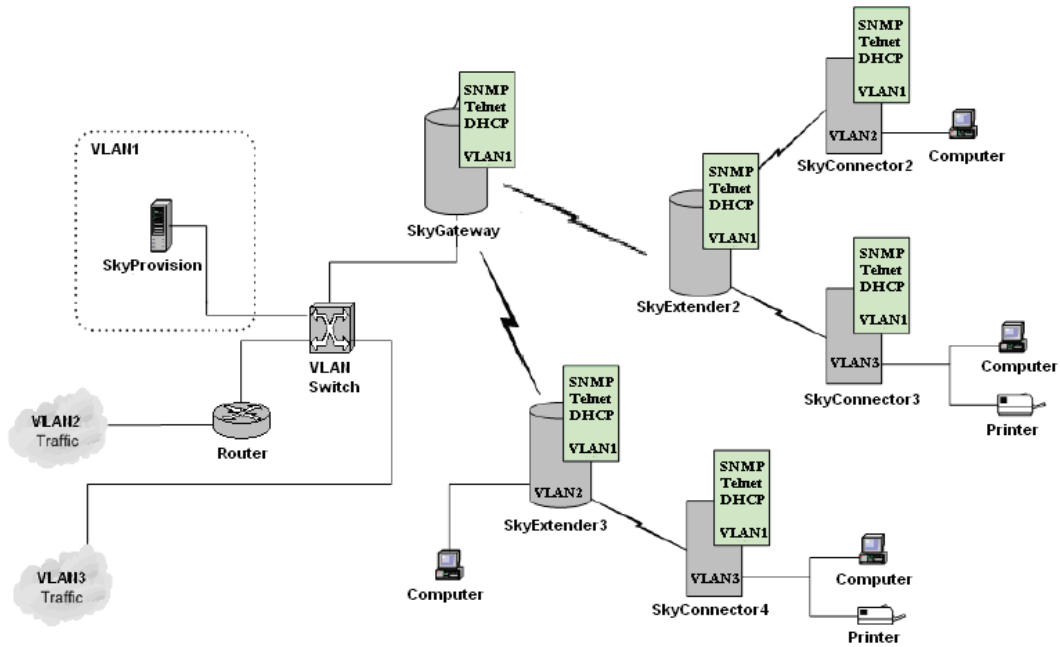 SNMP
Telnet
DHCP
VLAN1
VLAN2
SkyConnector2
Computer
SNMP
Telnet
DHCP
VLAN1
SkyGateway
VLAN1
SkyProvision
SNMP
Telnet
DHCP
VLAN1
SkyExtender2
SNMP
Telnet
DHCP
VLAN1
VLAN3
SkyConnector3
Computer
Printer
VLAN
Switch
VLAN2
Traffic
Router
SNMP
Telnet
DHCP
VLAN1
VLAN2
SkyExtender3
Computer
SNMP
Telnet
DHCP
VLAN1
VLAN3
SkyConnector4
Computer
Printer
VLAN3
Traffic